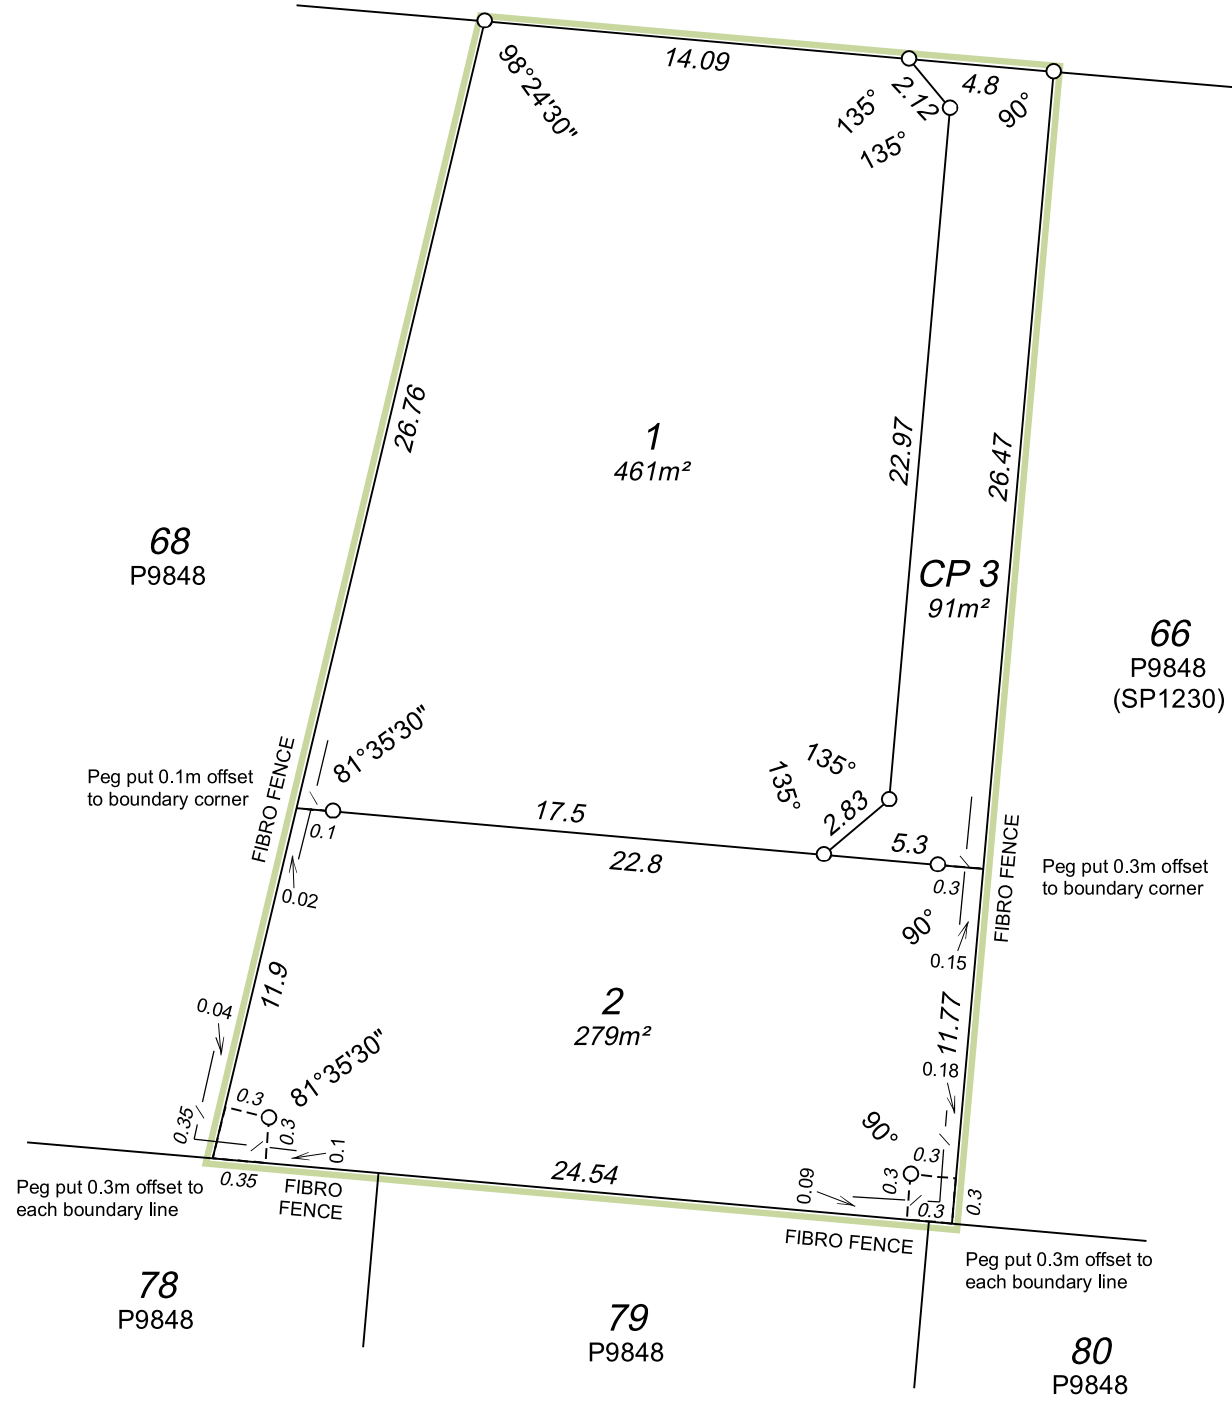 14.09
4.8
98°24'30"
2.12
135°
135°
90°
26.76
1
461m²
22.97
26.47
68
P9848
CP 3
91m²
66
P9848
(SP1230)
81°35'30"
135°
135°
2.83
Peg put 0.1m offset
to boundary corner
FIBRO FENCE
0.1
17.5
22.8
5.3
0.3
FIBRO FENCE
Peg put 0.3m offset
to boundary corner
0.02
90°
0.15
11.9
2
279m²
11.77
0.04
0.18
81°35'30"
0.3
0.3
0.35
0.1
0.35
90°
0.3
0.3
0.3
0.3
0.09
24.54
Peg put 0.3m offset to
each boundary line
FIBRO
FENCE
FIBRO FENCE
Peg put 0.3m offset to
each boundary line
78
P9848
79
P9848
80
P9848